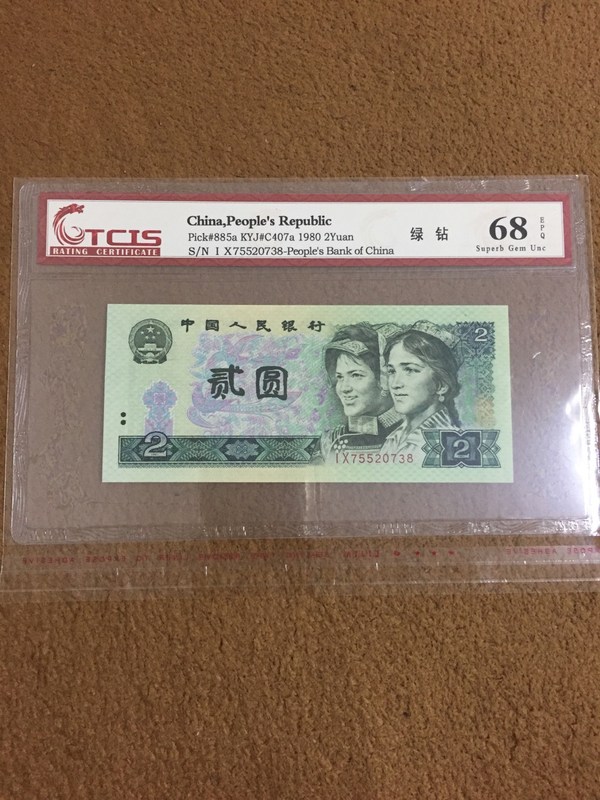 TCIS
RATING CERTIFICATE
China,People's Republic
Pick#885a KYJ#C407a 1980 2Yuan
S/N I X75520738-People's Bank of China
绿 钻
68
EPQ
Superb Gem Unc
中国人民银行
2
贰圆
2
2
IX75520738